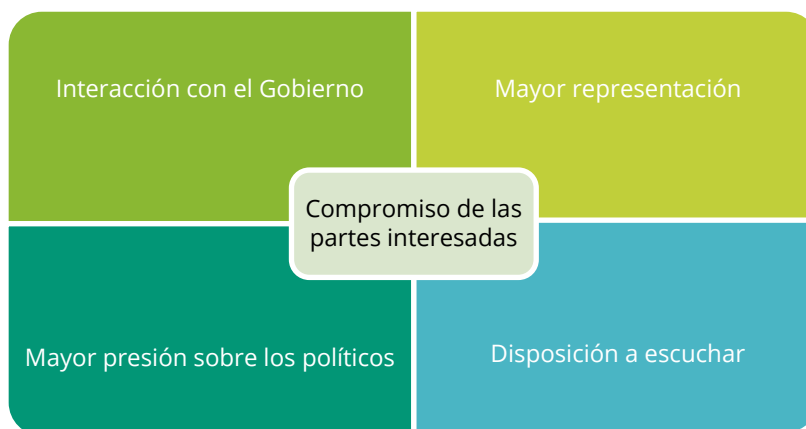 Interacción con el Gobierno
Mayor representación
Compromiso de las
partes interesadas
Mayor presión sobre los políticos
Disposición a escuchar